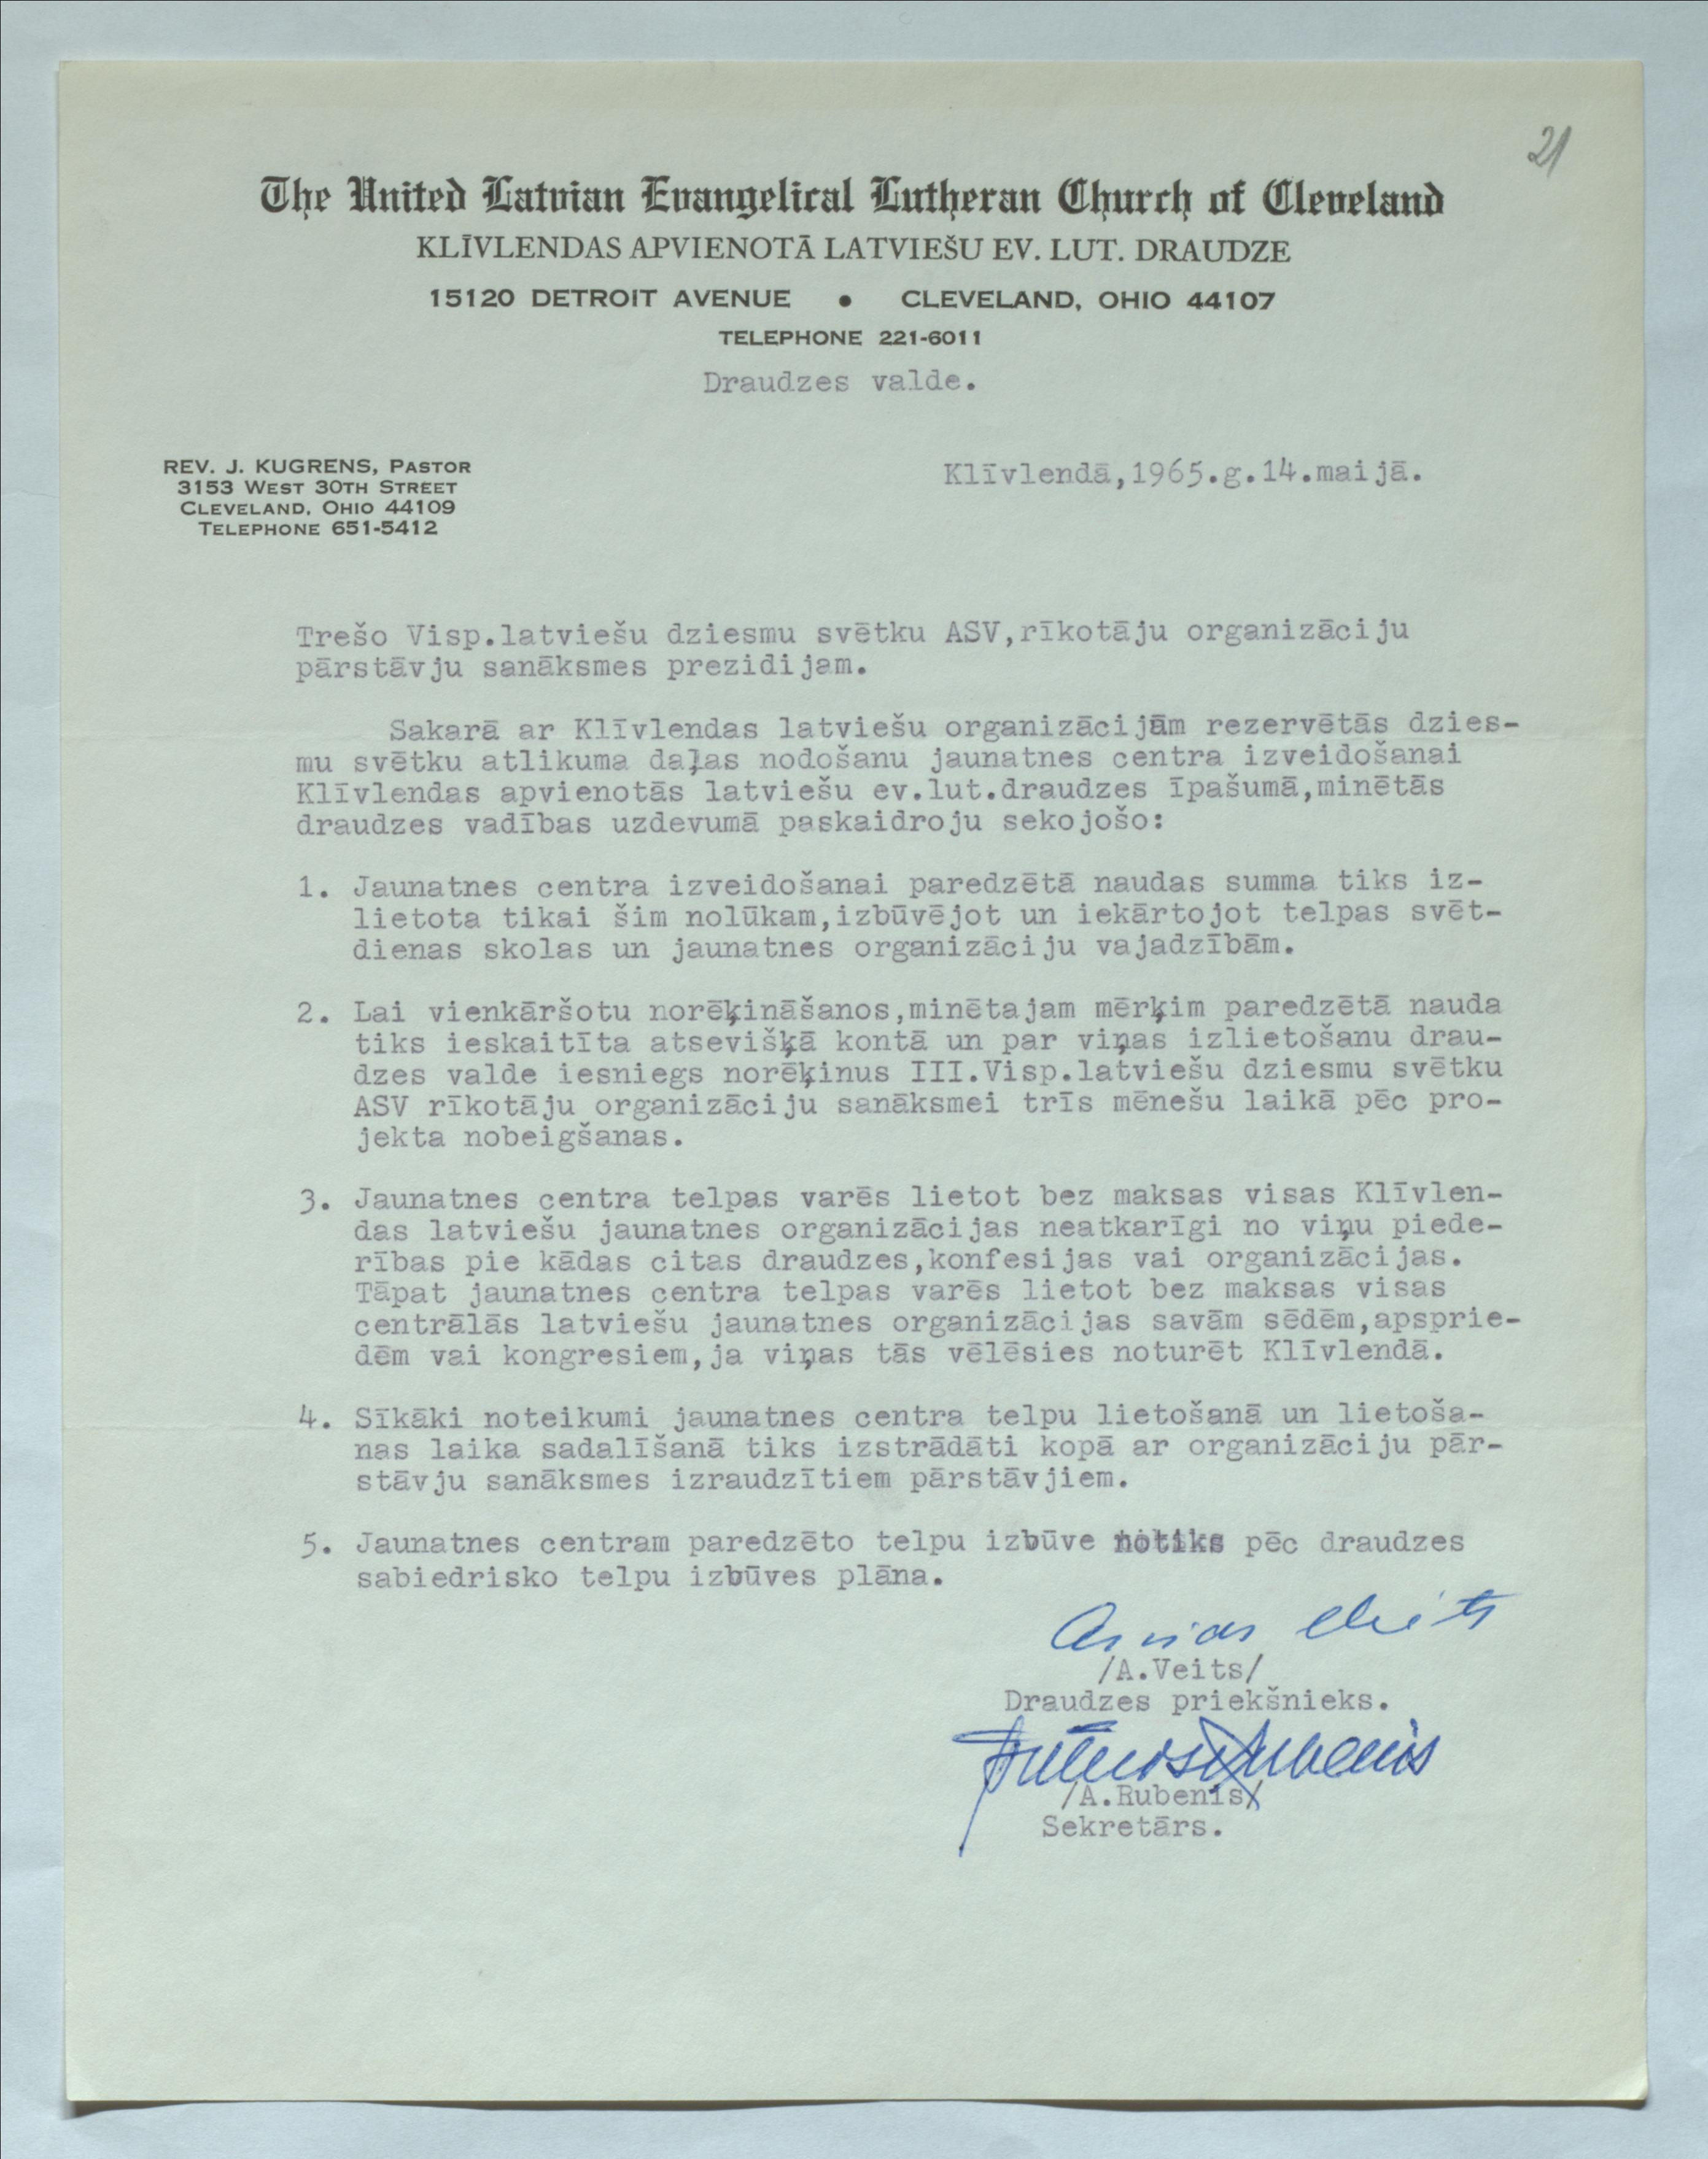 21
The United Latvian Evangelical Lutheran Church of Cleveland
KLĪVLENDAS APVIENOTĀ LATVIEŠU EV. LUT. DRAUDZE
15120 DETROIT AVENUE • CLEVELAND, OHIO 44107
TELEPHONE 221-6011
Draudzes valde.
REV. J. KUGRENS, PASTOR
3153 WEST 30TH STREET
CLEVELAND, OHIO 44109
TELEPHONE 651-5412
Klīvlendā,1965.g.14.maijā.
Trešo Visp.latviešu dziesmu svētku ASV,rīkotāju organizāciju
pārstāvju sanāksmes prezidijam.
Sakarā ar Klīvlendas latviešu organizācijām rezervētās dzies-
mu svētku atlikuma daļas nodošanu jaunatnes centra izveidošanai
Klīvlendas apvienotās latviešu ev.lut.draudzes īpašumā,minētās
draudzes vadības uzdevumā paskaidroju sekojošo:
1. Jaunatnes centra izveidošanai paredzētā naudas summa tiks iz-
lietota tikai šim nolūkam,izbūvējot un iekārtojot telpas svēt-
dienas skolas un jaunatnes organizāciju vajadzībām.
2. Lai vienkāršotu norēķināšanos,minētajam mērķim paredzētā nauda
tiks ieskaitīta atsevišķā kontā un par viņas izlietošanu drau-
dzes valde iesniegs norēķinus III.Visp.latviešu dziesmu svētku
ASV rīkotāju organizāciju sanāksmei trīs mēnešu laikā pēc pro-
jekta nobeigšanas.
3. Jaunatnes centra telpas varēs lietot bez maksas visas Klīvlen-
das latviešu jaunatnes organizācijas neatkarīgi no viņu piede-
rības pie kādas citas draudzes,konfesijas vai organizācijas.
Tāpat jaunatnes centra telpas varēs lietot bez maksas visas
centrālās latviešu jaunatnes organizācijas savām sēdēm,apsprie-
dēm vai kongresiem,ja viņas tās vēlēsies noturēt Klīvlendā.
4. Sīkāki noteikumi jaunatnes centra telpu lietošanā un lietoša-
nas laika sadalīšanā tiks izstrādāti kopā ar organizāciju pār-
stāvju sanāksmes izraudzītiem pārstāvjiem.
5. Jaunatnes centram paredzēto telpu izbūve notiks pēc draudzes
sabiedrisko telpu izbūves plāna.
/A.Veits/
Draudzes priekšnieks.
/A.Rubenis/
Sekretārs.